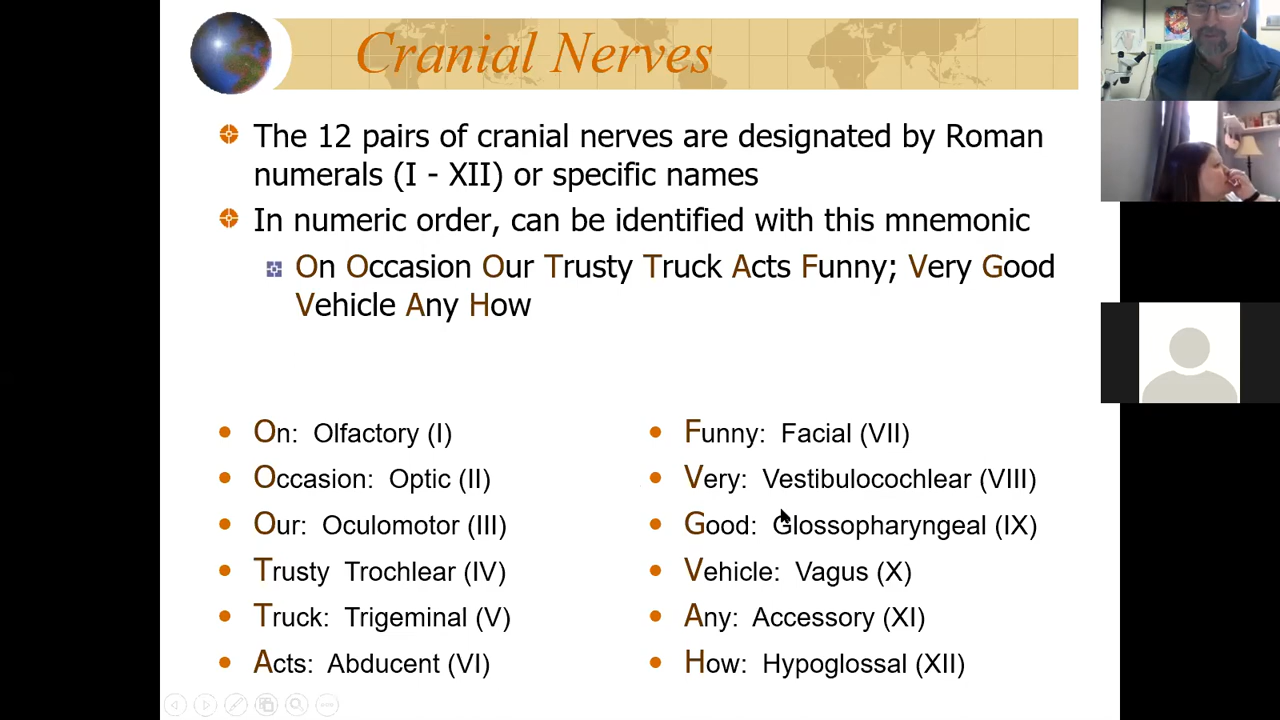 Cranial Nerves
The 12 pairs of cranial nerves are designated by Roman
numerals (I - XII) or specific names
In numeric order, can be identified with this mnemonic
On Occasion Our Trusty Truck Acts Funny; Very Good
Vehicle Any How
On: Olfactory (I)
Occasion: Optic (II)
Our: Oculomotor (III)
Trusty Trochlear (IV)
Truck: Trigeminal (V)
Acts: Abducent (VI)
Funny: Facial (VII)
Very: Vestibulocochlear (VIII)
Good: Glossopharyngeal (IX)
Vehicle: Vagus (X)
Any: Accessory (XI)
How: Hypoglossal (XII)